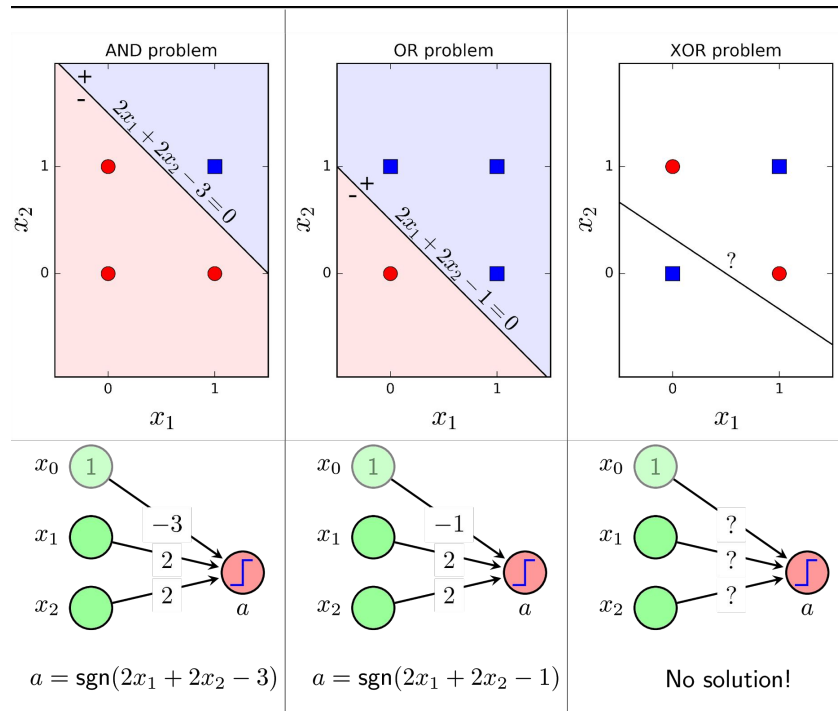 AND problem
+
-
2x₁ + 2x₂ − 3 = 0
1
0
x₂
0
1
x₁
OR problem
+
-
2x₁ + 2x₂ − 1 = 0
1
0
x₂
0
1
x₁
XOR problem
?
1
0
x₂
0
1
x₁
x₀
1
−3
x₁
2
x₂
2
a
a = sgn(2x₁ + 2x₂ − 3)
x₀
1
−1
x₁
2
x₂
2
a
a = sgn(2x₁ + 2x₂ − 1)
x₀
1
?
x₁
?
x₂
?
a
No solution!